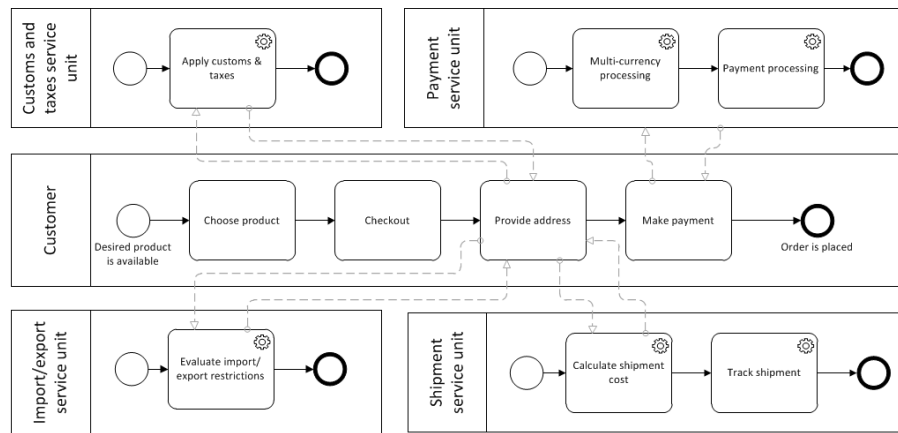 Customs and
taxes service
unit
Apply customs &
taxes
Payment
service unit
Multi-currency
processing
Payment processing
Customer
Desired product
is available
Choose product
Checkout
Provide address
Make payment
Order is placed
Import/export
service unit
Evaluate import/
export restrictions
Shipment
service unit
Calculate shipment
cost
Track shipment